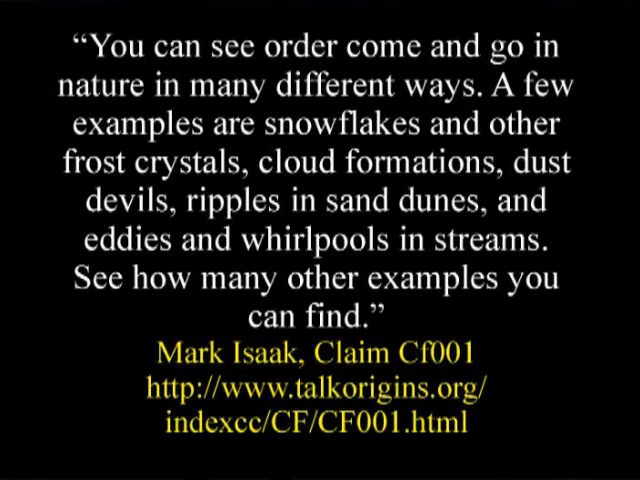 “You can see order come and go in
nature in many different ways. A few
examples are snowflakes and other
frost crystals, cloud formations, dust
devils, ripples in sand dunes, and
eddies and whirlpools in streams.
See how many other examples you
can find.”
Mark Isaak, Claim Cf001
http://www.talkorigins.org/
indexcc/CF/CF001.html